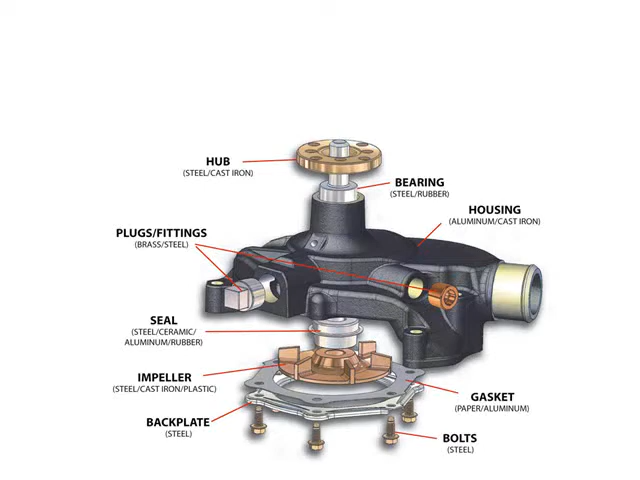 HUB
(STEEL/CAST IRON)
BEARING
(STEEL/RUBBER)
HOUSING
(ALUMINUM/CAST IRON)
PLUGS/FITTINGS
(BRASS/STEEL)
SEAL
(STEEL/CERAMIC/
ALUMINUM/RUBBER)
IMPELLER
(STEEL/CAST IRON/PLASTIC)
GASKET
(PAPER/ALUMINUM)
BACKPLATE
(STEEL)
BOLTS
(STEEL)